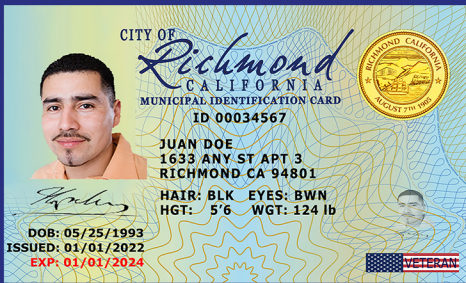 CITY OF
Richmond
CALIFORNIA
MUNICIPAL IDENTIFICATION CARD
RICHMOND CALIFORNIA
AUGUST 7TH 1905
ID 00034567
JUAN DOE
1633 ANY ST APT 3
RICHMOND CA 94801
HAIR: BLK EYES: BWN
HGT: 5'6 WGT: 124 lb
DOB: 05/25/1993
ISSUED: 01/01/2022
EXP: 01/01/2024
VETERAN